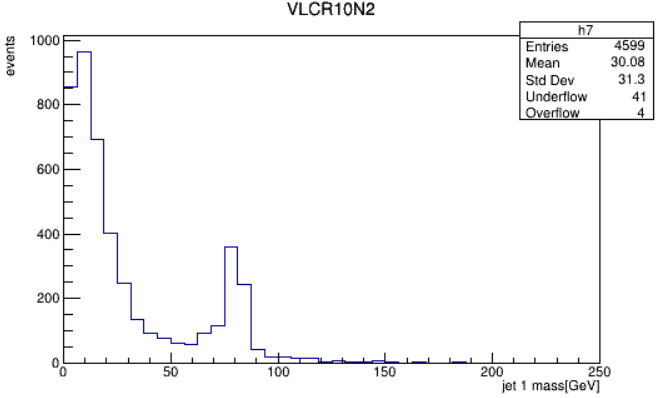 VLCR10N2
h7
Entries 4599
Mean 30.08
Std Dev 31.3
Underflow 41
Overflow 4
events
1000
800
600
400
200
0
0 50 100 150 200 250
jet 1 mass[GeV]